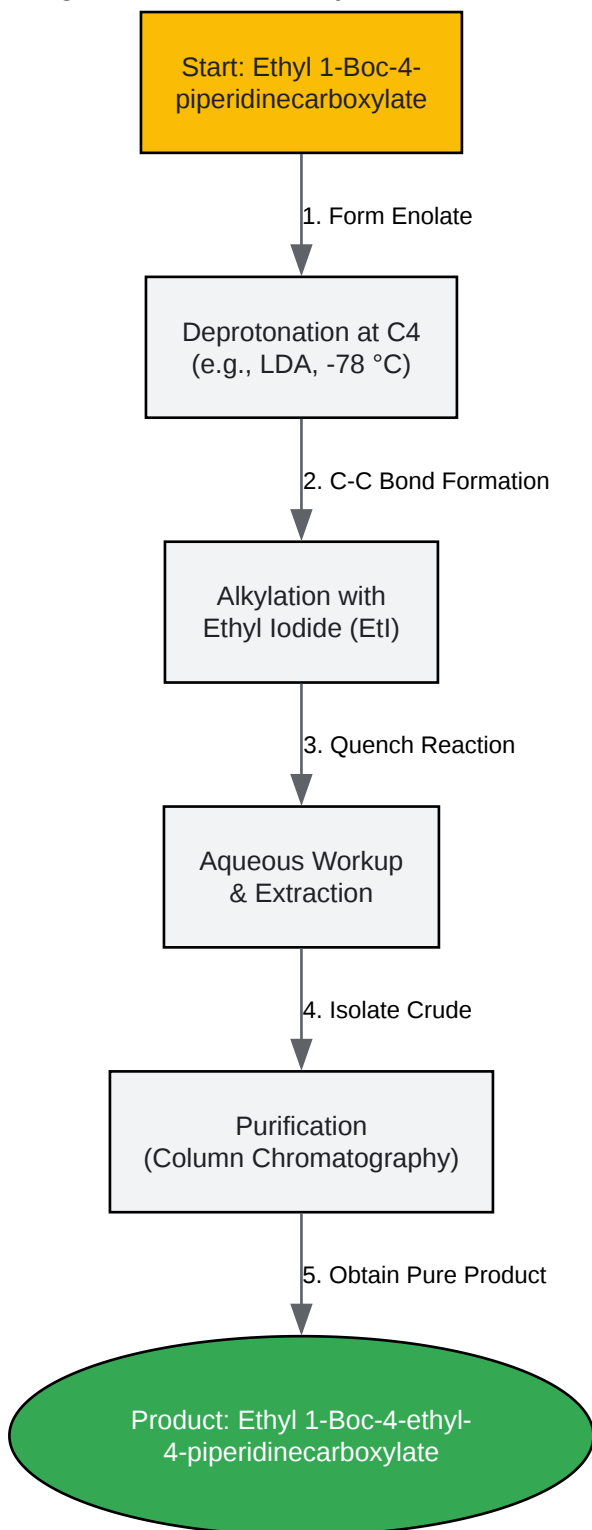 Start: Ethyl 1-Boc-4-
piperidinecarboxylate
1. Form Enolate
Deprotonation at C4
(e.g., LDA, -78 °C)
2. C-C Bond Formation
Alkylation with
Ethyl Iodide (EtI)
3. Quench Reaction
Aqueous Workup
& Extraction
4. Isolate Crude
Purification
(Column Chromatography)
5. Obtain Pure Product
Product: Ethyl 1-Boc-4-ethyl-
4-piperidinecarboxylate